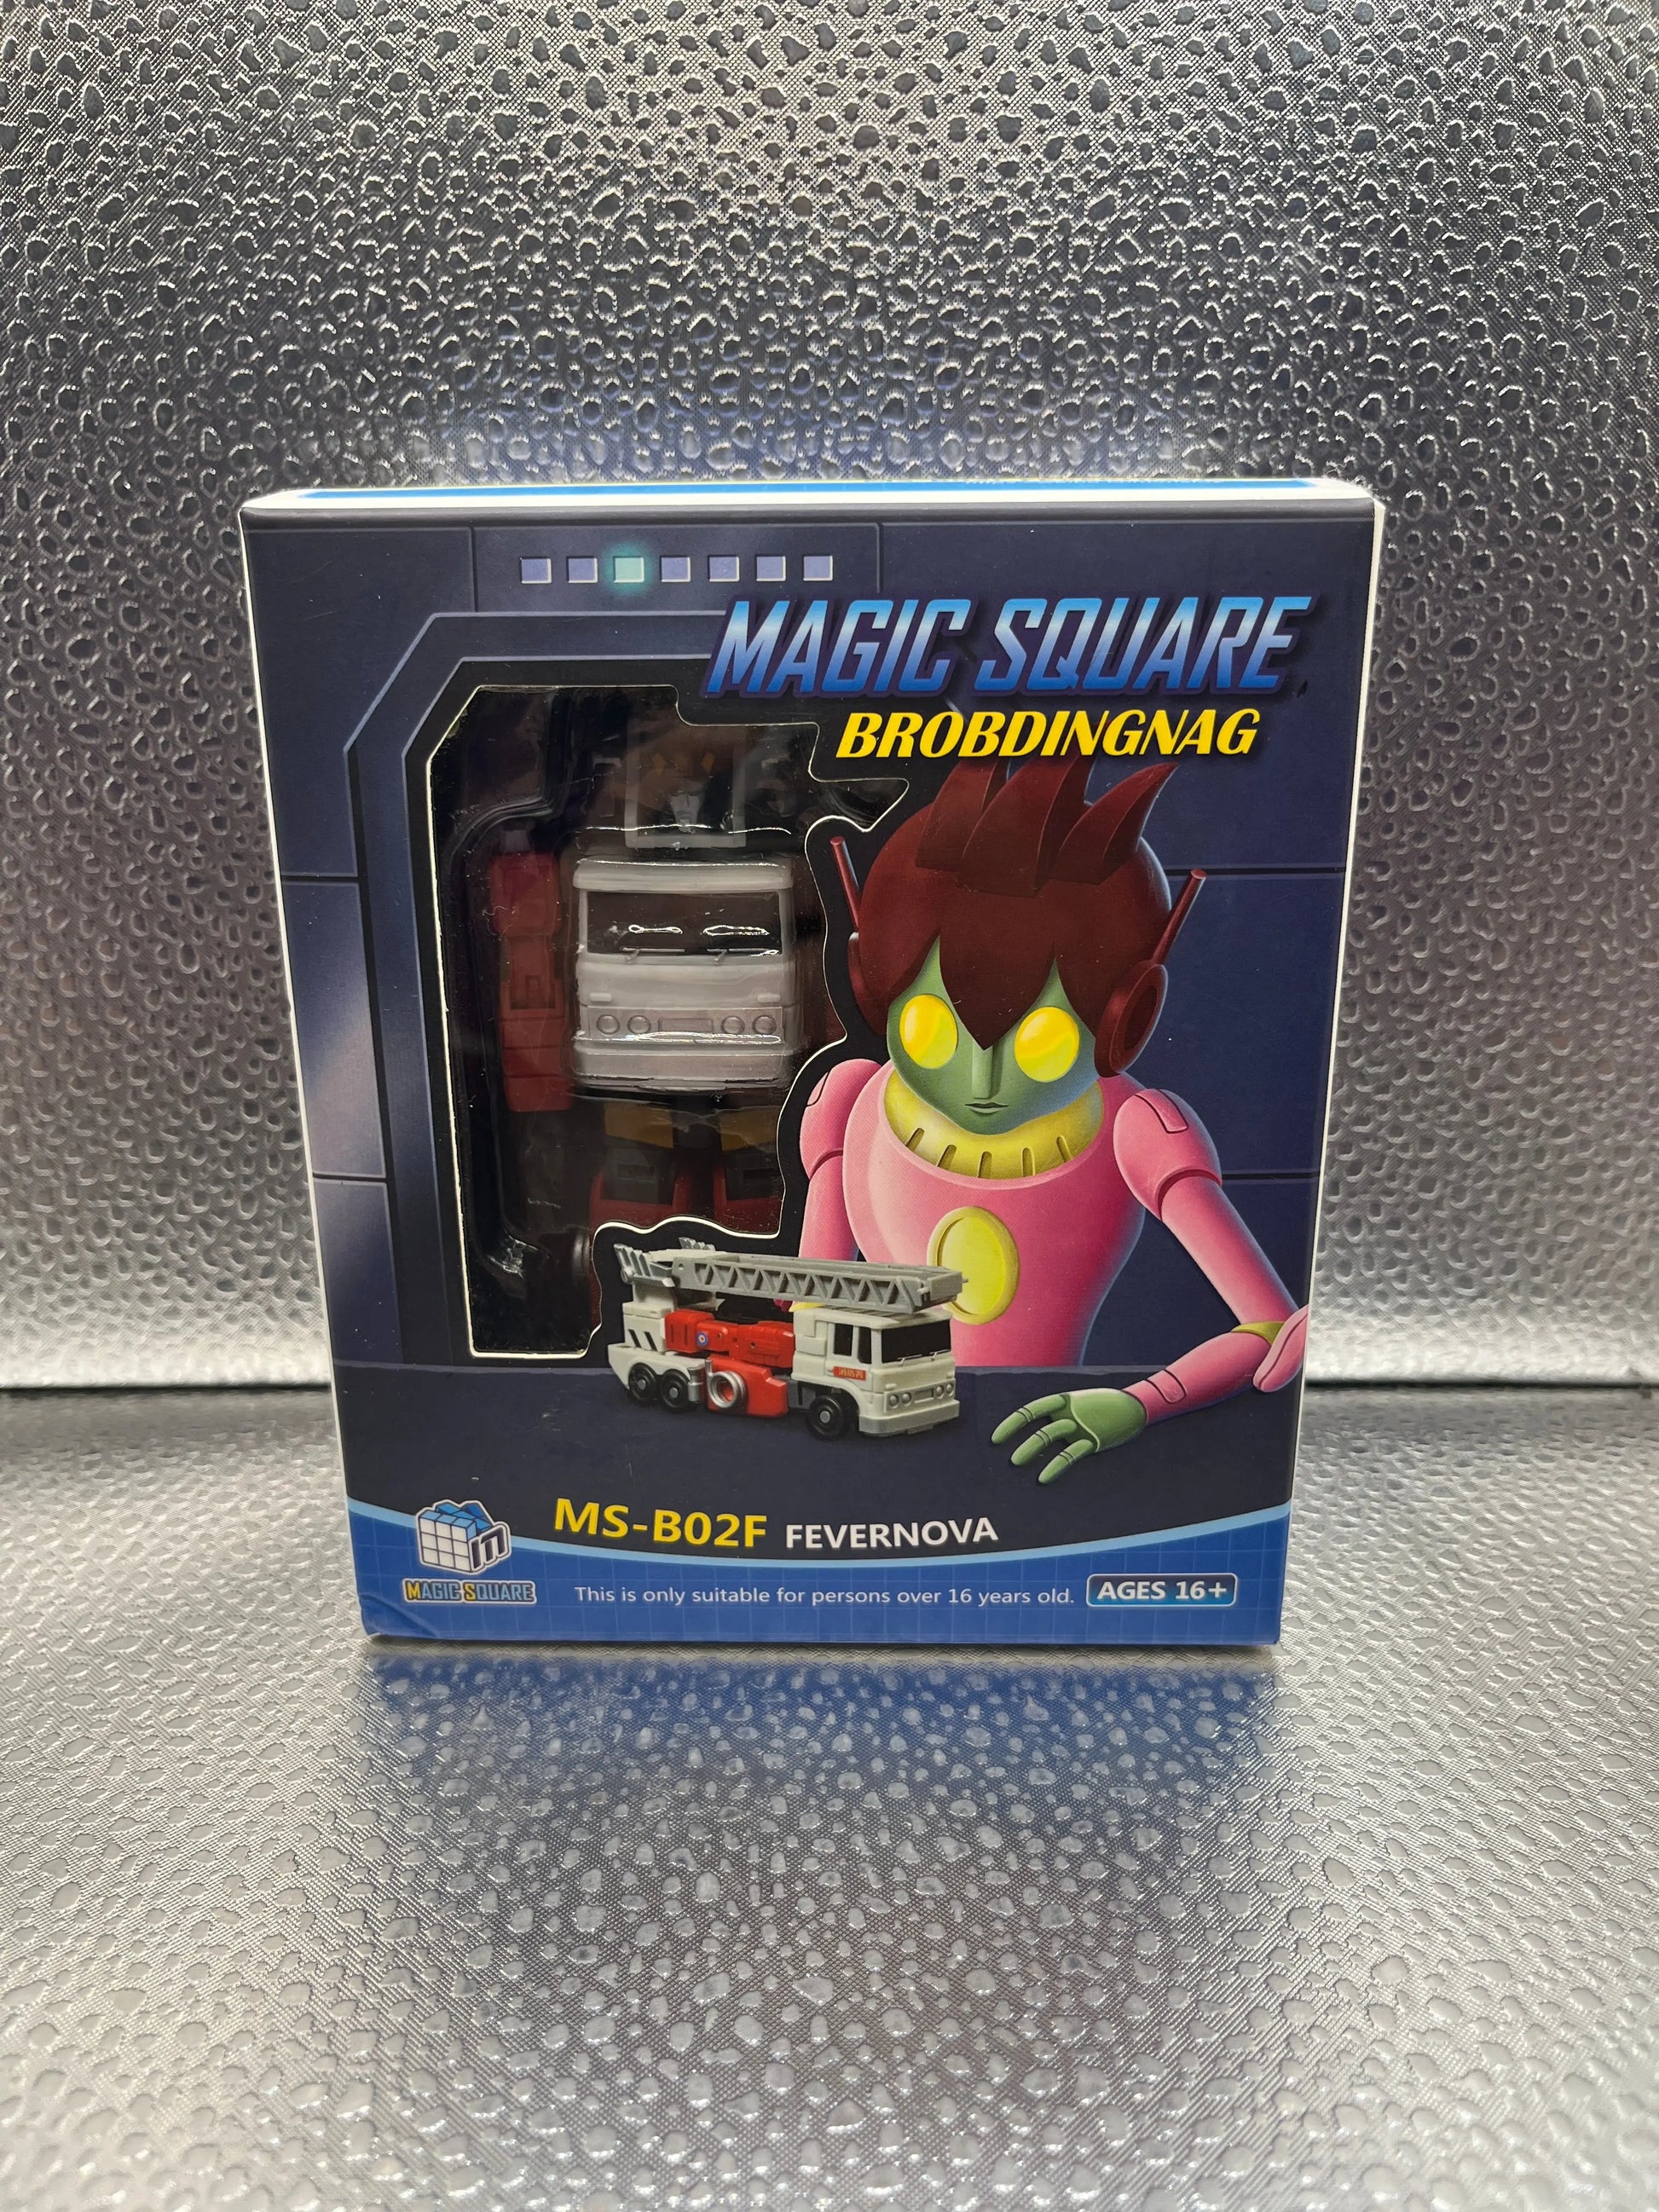 MAGIC SQUARE
BROBDINGNAG
MS-B02F FEVERNOVA
MAGIC SQUARE
This is only suitable for persons over 16 years old. AGES 16+